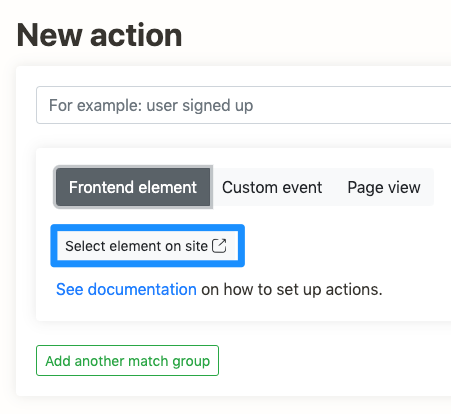 New action
For example: user signed up
Frontend element Custom event Page view
Select element on site
See documentation on how to set up actions.
Add another match group